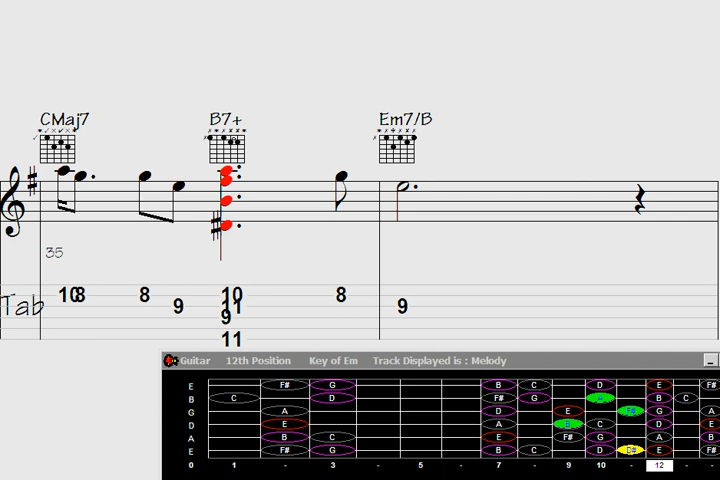 CMaj7 B7+ Em7/B
35
Tab 10 8 8 9 10 11 9 11 8 9
Guitar 12th Position Key of Em Track Displayed is : Melody
E F# G B C D E F#
B C D F# G B C
G A D E F# G A
D E A B C D E
A B C E F# G A B
E F# G B C D D# E F#
0 1 - 3 - 5 - 7 - 9 10 - 12 - -